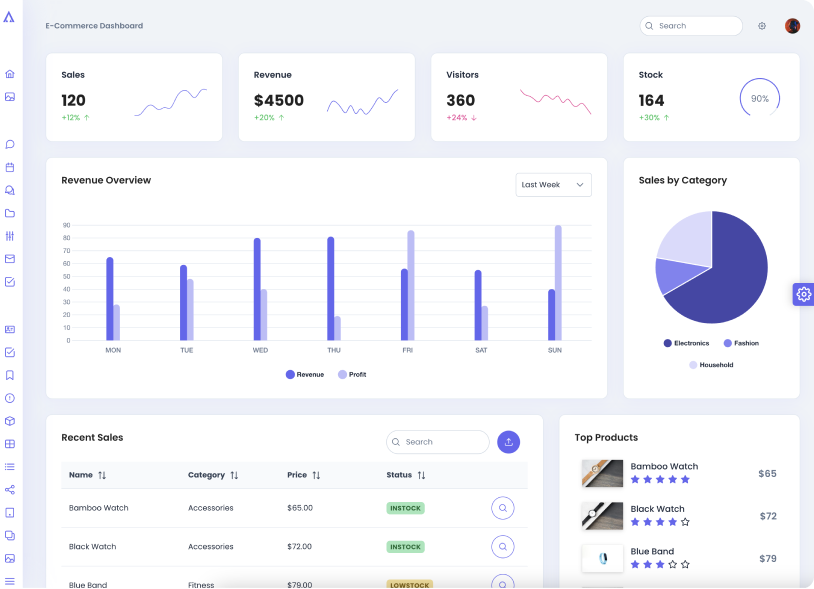 E-Commerce Dashboard
Search
Sales
120
+12% ↑
Revenue
$4500
+20% ↑
Visitors
360
+24% ↓
Stock
164
+30% ↑
90%
Revenue Overview
Last Week
90
80
70
60
50
40
30
20
10
0
MON TUE WED THU FRI SAT SUN
Revenue Profit
Sales by Category
Electronics Fashion
Household
Recent Sales
Search
Name Category Price Status
Bamboo Watch Accessories $65.00 INSTOCK
Black Watch Accessories $72.00 INSTOCK
Blue Band Fitness $79.00 LOWSTOCK
Top Products
Bamboo Watch
$65
Black Watch
$72
Blue Band
$79